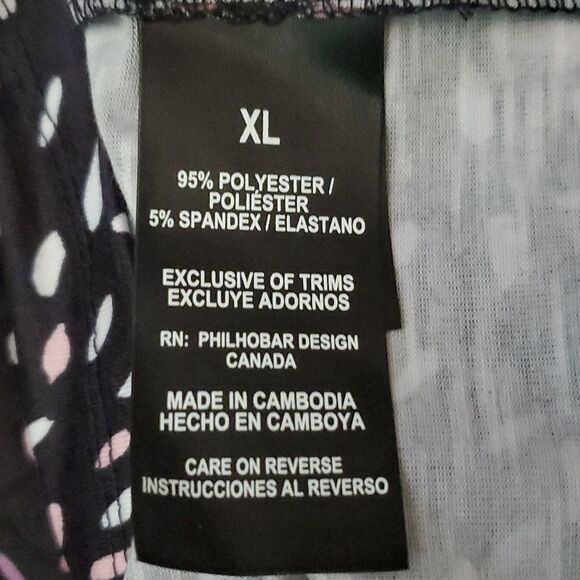 XL
95% POLYESTER /
POLIÉSTER
5% SPANDEX / ELASTANO
EXCLUSIVE OF TRIMS
EXCLUYE ADORNOS
RN: PHILHOBAR DESIGN
CANADA
MADE IN CAMBODIA
HECHO EN CAMBOYA
CARE ON REVERSE
INSTRUCCIONES AL REVERSO